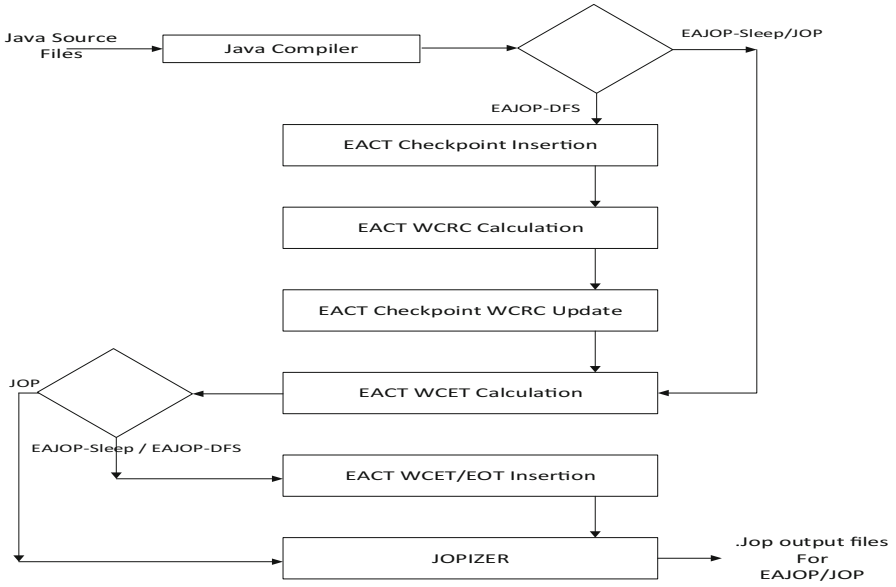 Java Source
Files
Java Compiler
EAJOP-Sleep/JOP
EAJOP-DFS
EACT Checkpoint Insertion
EACT WCRC Calculation
EACT Checkpoint WCRC Update
JOP
EACT WCET Calculation
EAJOP-Sleep / EAJOP-DFS
EACT WCET/EOT Insertion
JOPIZER
.Jop output files
For
EAJOP/JOP